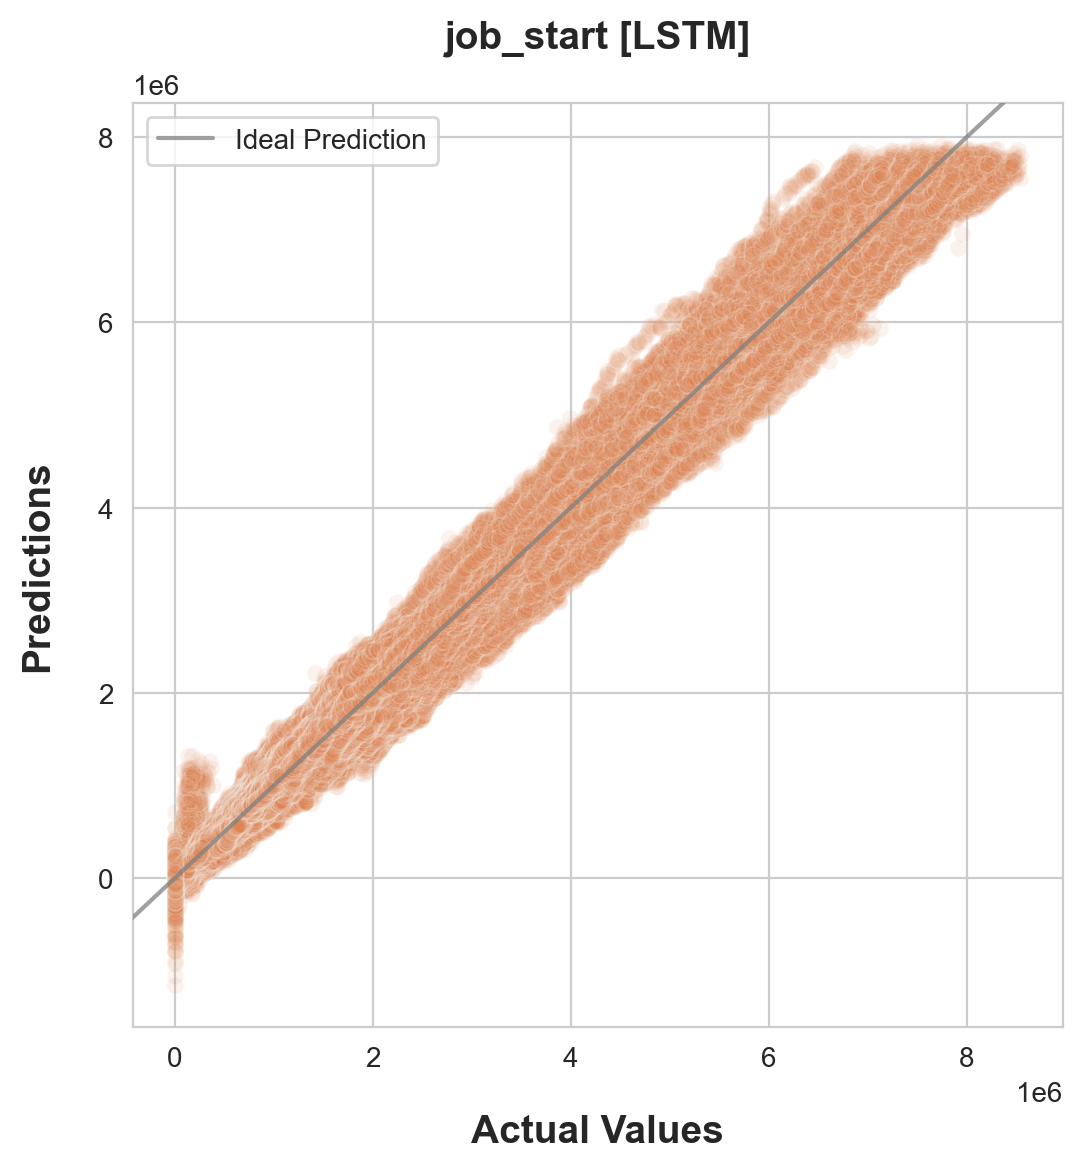 job_start [LSTM]
1e6
Ideal Prediction
8
6
4
2
0
Predictions
0 2 4 6 8
1e6
Actual Values